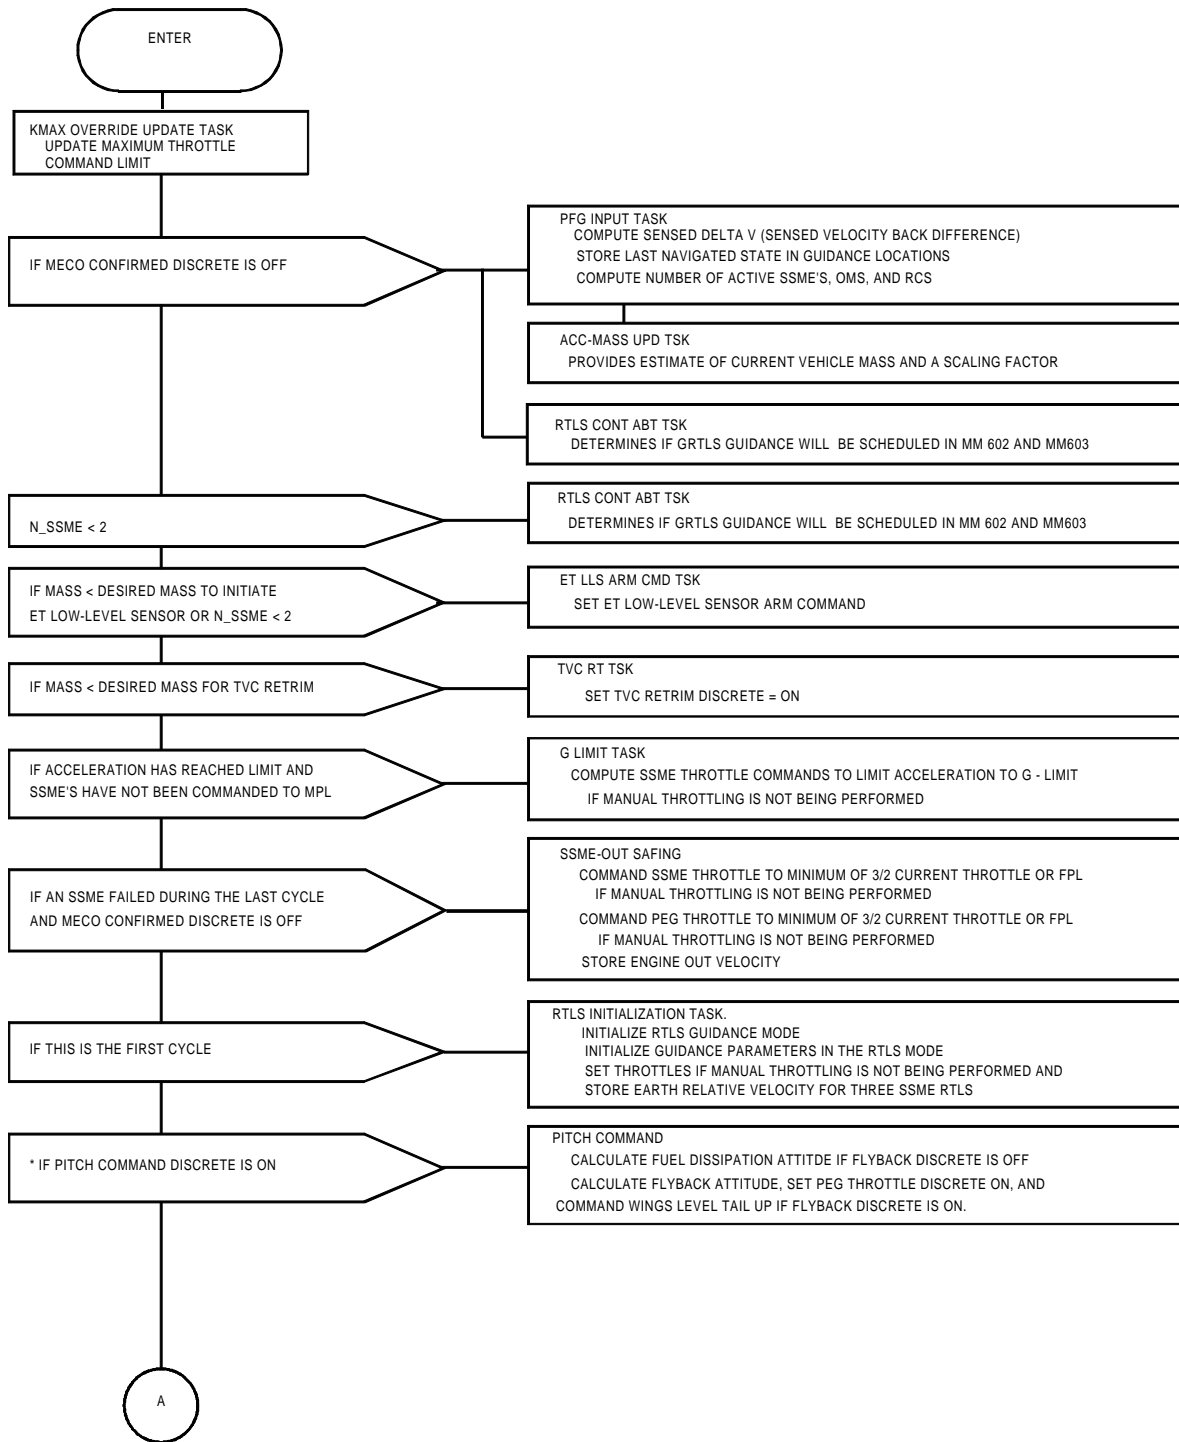 ENTER
KMAX OVERRIDE UPDATE TASK
UPDATE MAXIMUM THROTTLE
COMMAND LIMIT
IF MECO CONFIRMED DISCRETE IS OFF
PFG INPUT TASK
COMPUTE SENSED DELTA V (SENSED VELOCITY BACK DIFFERENCE)
STORE LAST NAVIGATED STATE IN GUIDANCE LOCATIONS
COMPUTE NUMBER OF ACTIVE SSME'S, OMS, AND RCS
ACC-MASS UPD TSK
PROVIDES ESTIMATE OF CURRENT VEHICLE MASS AND A SCALING FACTOR
RTLS CONT ABT TSK
DETERMINES IF GRTLS GUIDANCE WILL BE SCHEDULED IN MM 602 AND MM603
N_SSME < 2
RTLS CONT ABT TSK
DETERMINES IF GRTLS GUIDANCE WILL BE SCHEDULED IN MM 602 AND MM603
IF MASS < DESIRED MASS TO INITIATE
ET LOW-LEVEL SENSOR OR N_SSME < 2
ET LLS ARM CMD TSK
SET ET LOW-LEVEL SENSOR ARM COMMAND
IF MASS < DESIRED MASS FOR TVC RETRIM
TVC RT TSK
SET TVC RETRIM DISCRETE = ON
IF ACCELERATION HAS REACHED LIMIT AND
SSME'S HAVE NOT BEEN COMMANDED TO MPL
G LIMIT TASK
COMPUTE SSME THROTTLE COMMANDS TO LIMIT ACCELERATION TO G - LIMIT
IF MANUAL THROTTLING IS NOT BEING PERFORMED
IF AN SSME FAILED DURING THE LAST CYCLE
AND MECO CONFIRMED DISCRETE IS OFF
SSME-OUT SAFING
COMMAND SSME THROTTLE TO MINIMUM OF 3/2 CURRENT THROTTLE OR FPL
IF MANUAL THROTTLING IS NOT BEING PERFORMED
COMMAND PEG THROTTLE TO MINIMUM OF 3/2 CURRENT THROTTLE OR FPL
IF MANUAL THROTTLING IS NOT BEING PERFORMED
STORE ENGINE OUT VELOCITY
IF THIS IS THE FIRST CYCLE
RTLS INITIALIZATION TASK.
INITIALIZE RTLS GUIDANCE MODE
INITIALIZE GUIDANCE PARAMETERS IN THE RTLS MODE
SET THROTTLES IF MANUAL THROTTLING IS NOT BEING PERFORMED AND
STORE EARTH RELATIVE VELOCITY FOR THREE SSME RTLS
* IF PITCH COMMAND DISCRETE IS ON
PITCH COMMAND
CALCULATE FUEL DISSIPATION ATTITDE IF FLYBACK DISCRETE IS OFF
CALCULATE FLYBACK ATTITUDE, SET PEG THROTTLE DISCRETE ON, AND
COMMAND WINGS LEVEL TAIL UP IF FLYBACK DISCRETE IS ON.
A